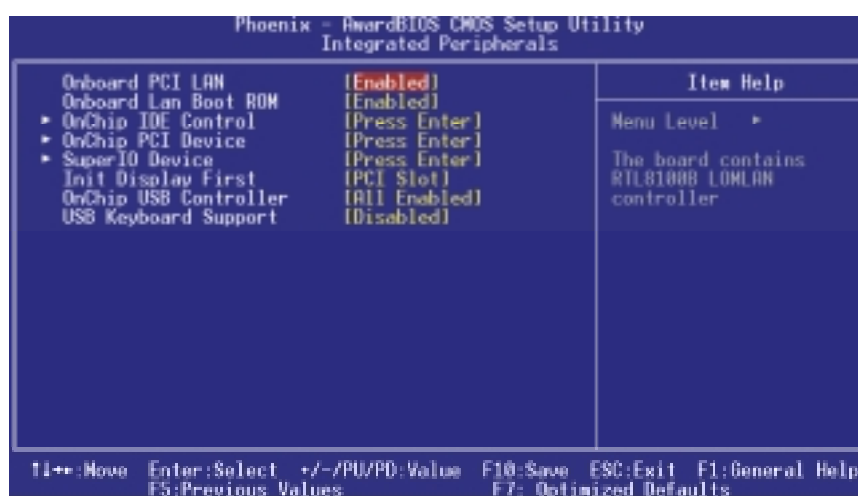 Phoenix - AwardBIOS CMOS Setup Utility
Integrated Peripherals
Onboard PCI LAN [Enabled]
Onboard Lan Boot ROM [Enabled]
► OnChip IDE Control [Press Enter]
► OnChip PCI Device [Press Enter]
► SuperIO Device [Press Enter]
Init Display First [PCI Slot]
OnChip USB Controller [All Enabled]
USB Keyboard Support [Disabled]
Item Help
Menu Level ►
The board contains
RTL8100B LOMLAN
controller
↑↓→←:Move Enter:Select +/-/PU/PD:Value F10:Save ESC:Exit F1:General Help
F5:Previous Values F7: Optimized Defaults